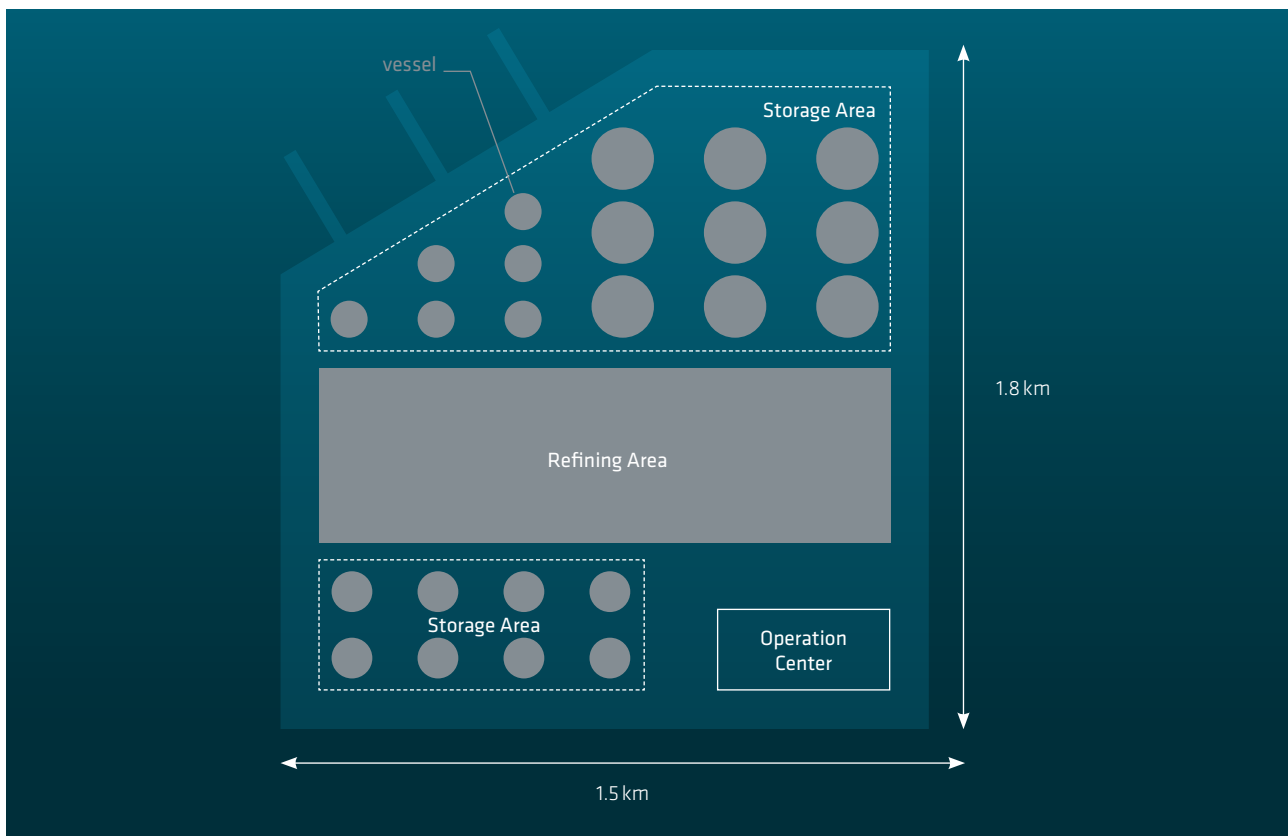 vessel
Storage Area
1.8 km
Refining Area
Storage Area
Operation
Center
1.5 km